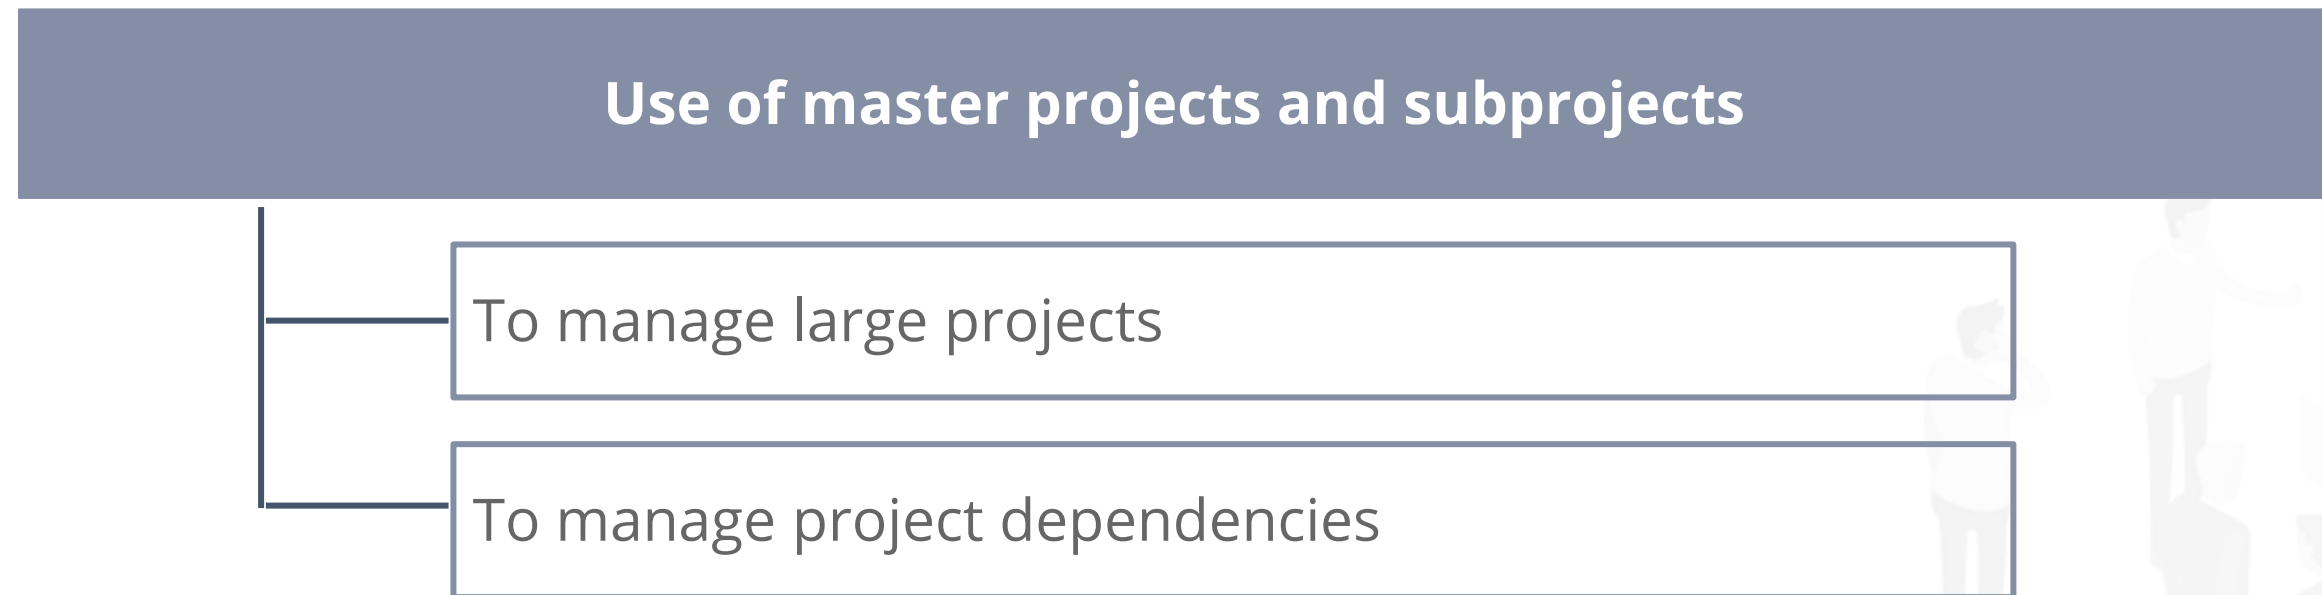 Use of master projects and subprojects
To manage large projects
To manage project dependencies